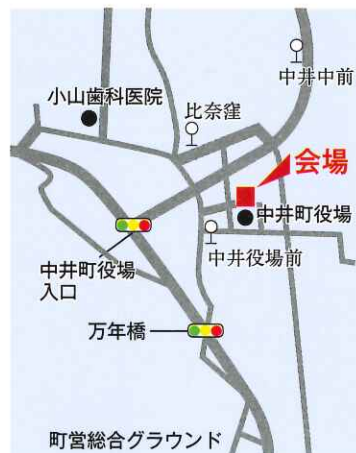 中井中前
小山歯科医院
比奈窪
会場
中井町役場
中井役場前
中井町役場
入口
万年橋
町営総合グラウンド